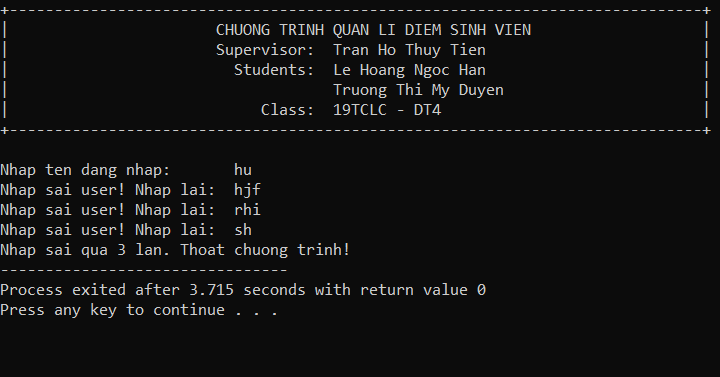 CHUONG TRINH QUAN LI DIEM SINH VIEN
Supervisor: Tran Ho Thuy Tien
Students: Le Hoang Ngoc Han
Truong Thi My Duyen
Class: 19TCLC - DT4
Nhap ten dang nhap: hu
Nhap sai user! Nhap lai: hjf
Nhap sai user! Nhap lai: rhi
Nhap sai user! Nhap lai: sh
Nhap sai qua 3 lan. Thoat chuong trinh!
--------------------------------
Process exited after 3.715 seconds with return value 0
Press any key to continue . . .